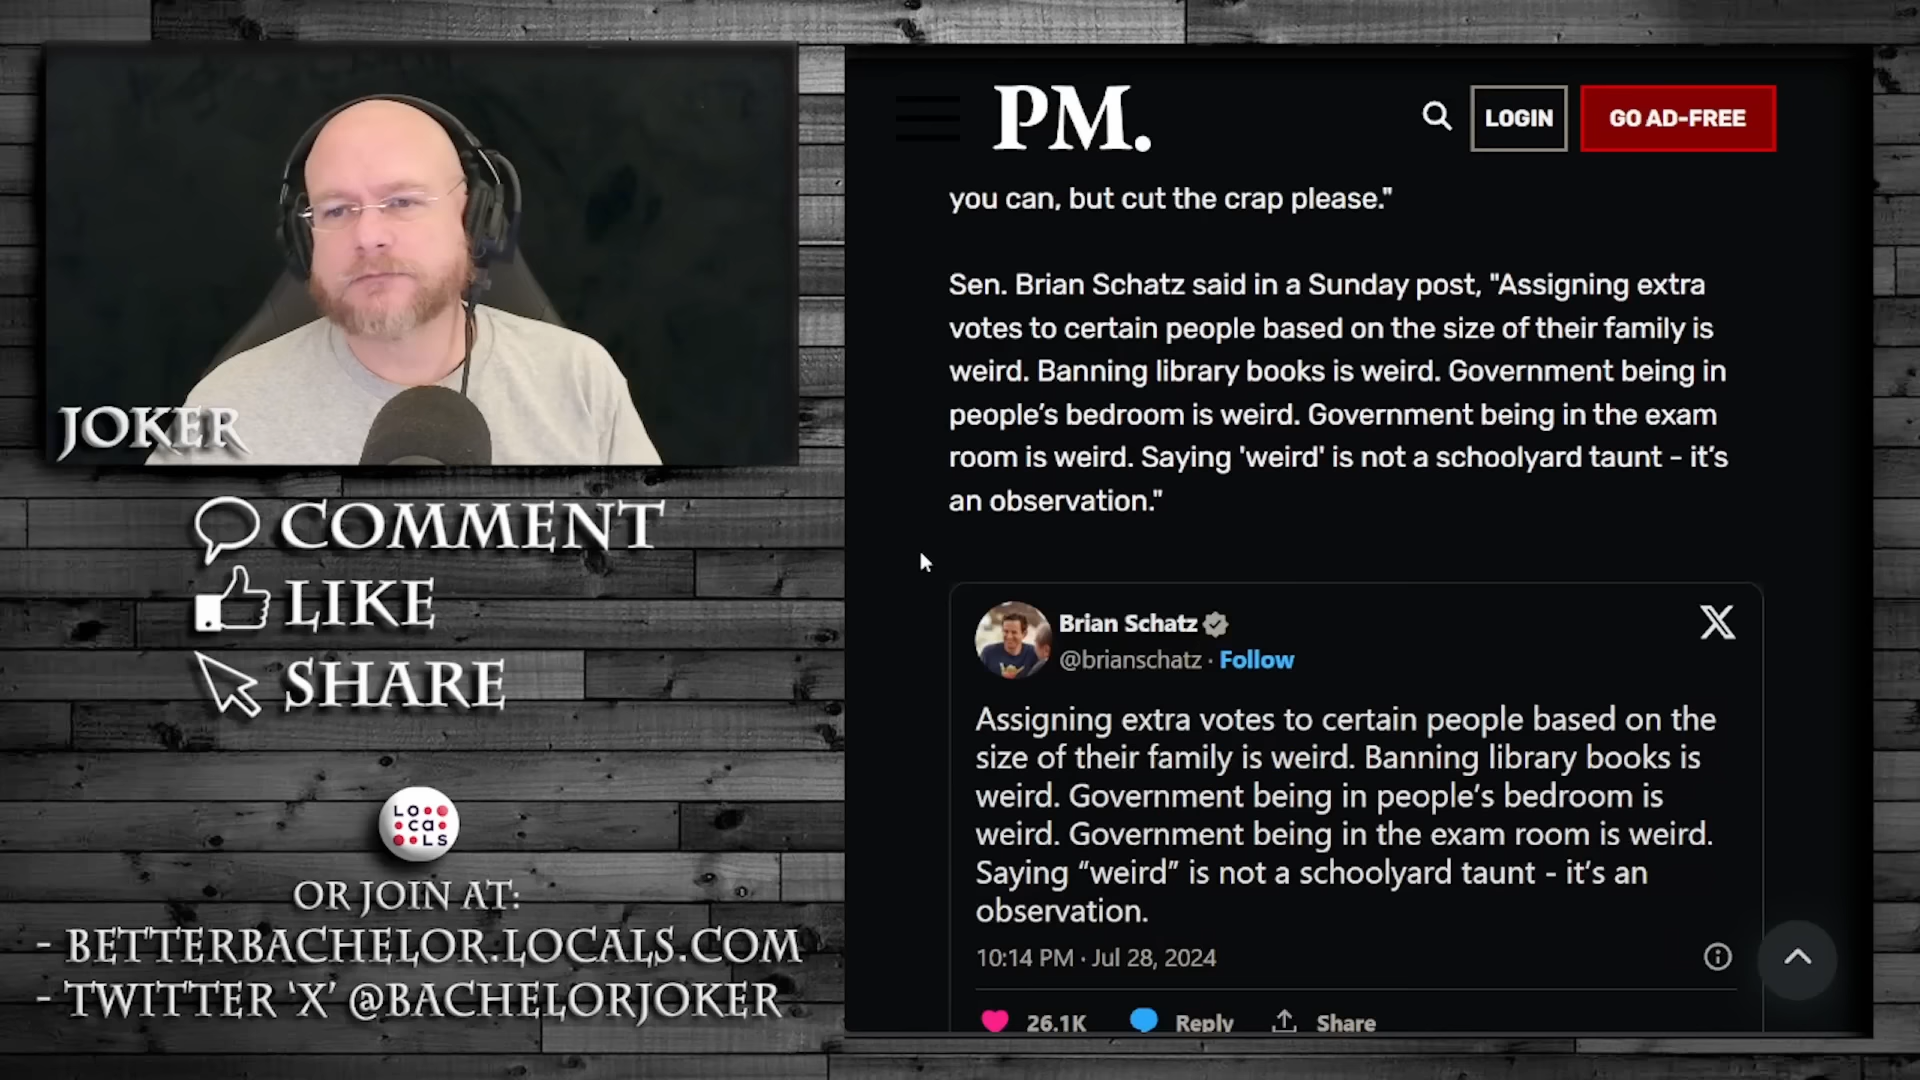 JOKER
COMMENT
LIKE
SHARE
LOCALS
OR JOIN AT:
- BETTERBACHELOR.LOCALS.COM
- TWITTER ‘X’ @BACHELORJOKER
PM.
LOGIN
GO AD-FREE
you can, but cut the crap please."
Sen. Brian Schatz said in a Sunday post, "Assigning extra
votes to certain people based on the size of their family is
weird. Banning library books is weird. Government being in
people’s bedroom is weird. Government being in the exam
room is weird. Saying 'weird' is not a schoolyard taunt - it’s
an observation."
Brian Schatz
@brianschatz · Follow
X
Assigning extra votes to certain people based on the
size of their family is weird. Banning library books is
weird. Government being in people’s bedroom is
weird. Government being in the exam room is weird.
Saying “weird” is not a schoolyard taunt - it’s an
observation.
10:14 PM · Jul 28, 2024
26.1K Reply Share